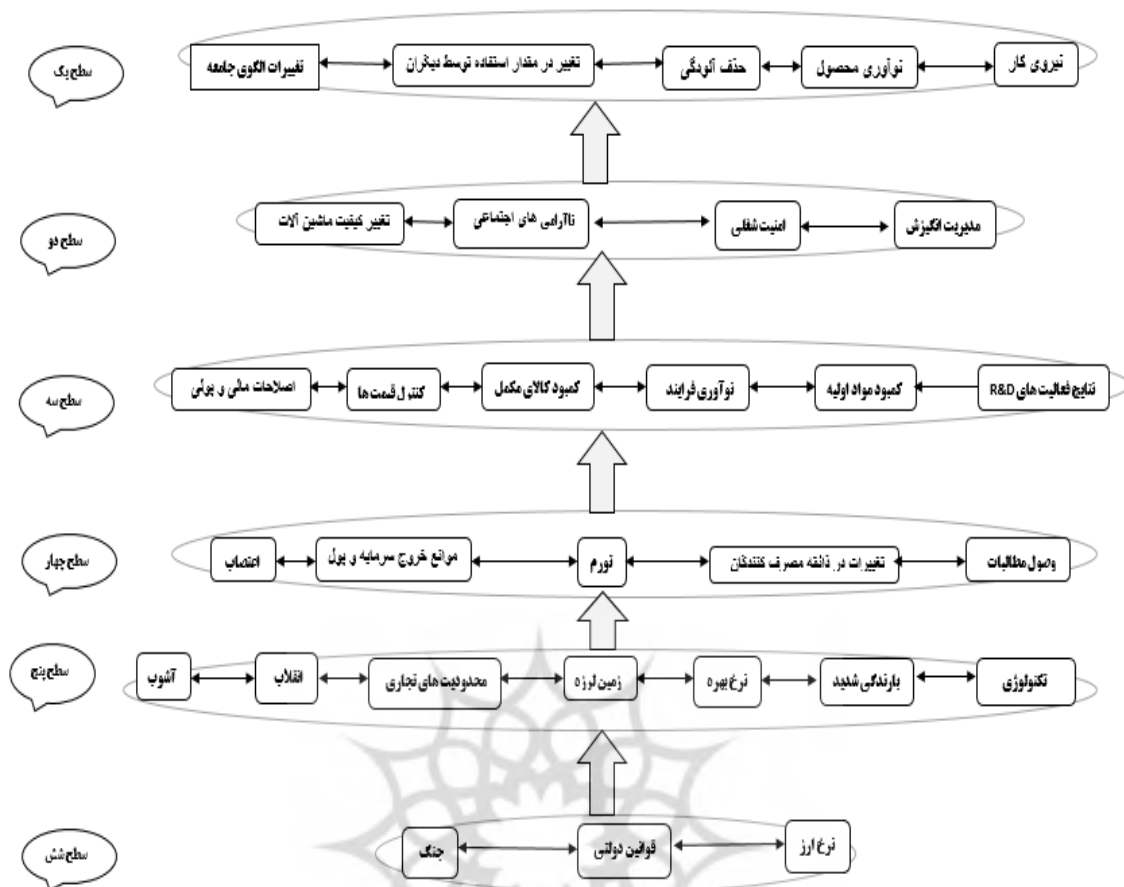 سطح یک
نیروی کار
نوآوری محصول
حذف آلودگی
تغییر در مقدار استفاده توسط دیگران
تغییرات الگوی جامعه
سطح دو
مدیریت انگیزش
امنیت شغلی
ناآرامی های اجتماعی
تغییر کیفیت ماشین آلات
سطح سه
نتایج فعالیت های R&D
کمبود مواد اولیه
نوآوری فرایند
کمبود کالای مکمل
کنترل قیمت ها
اصلاحات مالی و پولی
سطح چهار
وصول مطالبات
تغییرات در ذائقه مصرف کنندگان
تورم
موانع خروج سرمایه و پول
اعتصاب
سطح پنج
تکنولوژی
بارندگی شدید
نرخ بهره
زمین لرزه
محدودیت های تجاری
انقلاب
آشوب
سطح شش
نرخ ارز
قوانین دولتی
جنگ